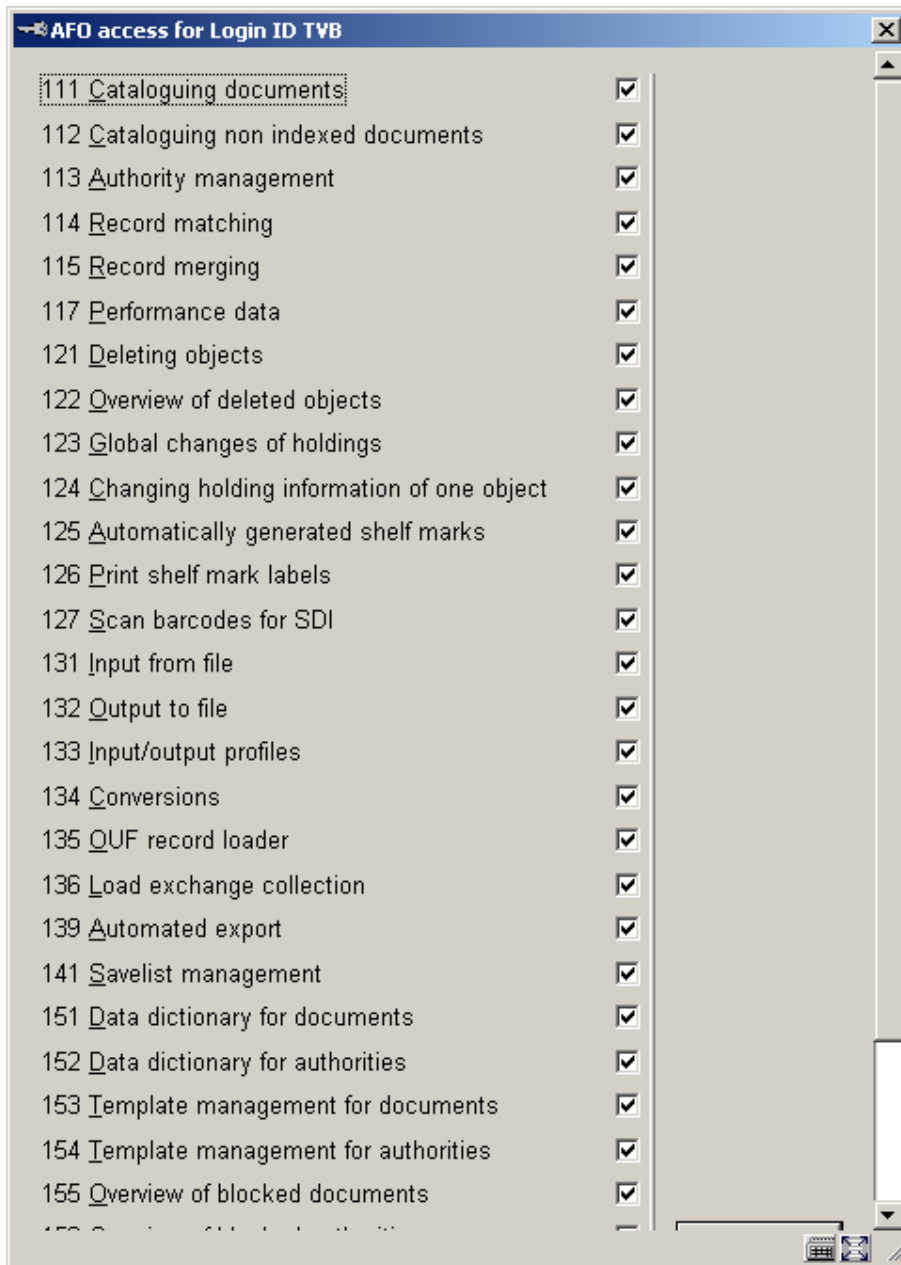 AFO access for Login ID TVB
111 Cataloguing documents
112 Cataloguing non indexed documents
113 Authority management
114 Record matching
115 Record merging
117 Performance data
121 Deleting objects
122 Overview of deleted objects
123 Global changes of holdings
124 Changing holding information of one object
125 Automatically generated shelf marks
126 Print shelf mark labels
127 Scan barcodes for SDI
131 Input from file
132 Output to file
133 Input/output profiles
134 Conversions
135 OUF record loader
136 Load exchange collection
139 Automated export
141 Savelist management
151 Data dictionary for documents
152 Data dictionary for authorities
153 Template management for documents
154 Template management for authorities
155 Overview of blocked documents